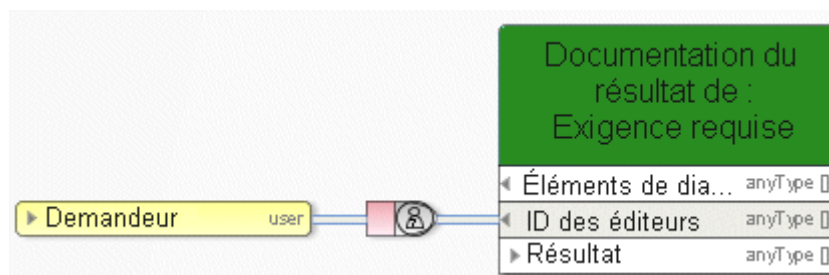 Documentation du
résultat de :
Exigence requise
Éléments de dia... anyType []
Demandeur user
ID des éditeurs anyType []
Résultat anyType []